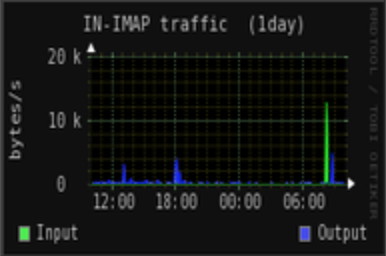 IN-IMAP traffic (1day)
RRDTOOL / TOBI OETIKER
bytes/s
20 k
10 k
0
12:00 18:00 00:00 06:00
Input Output